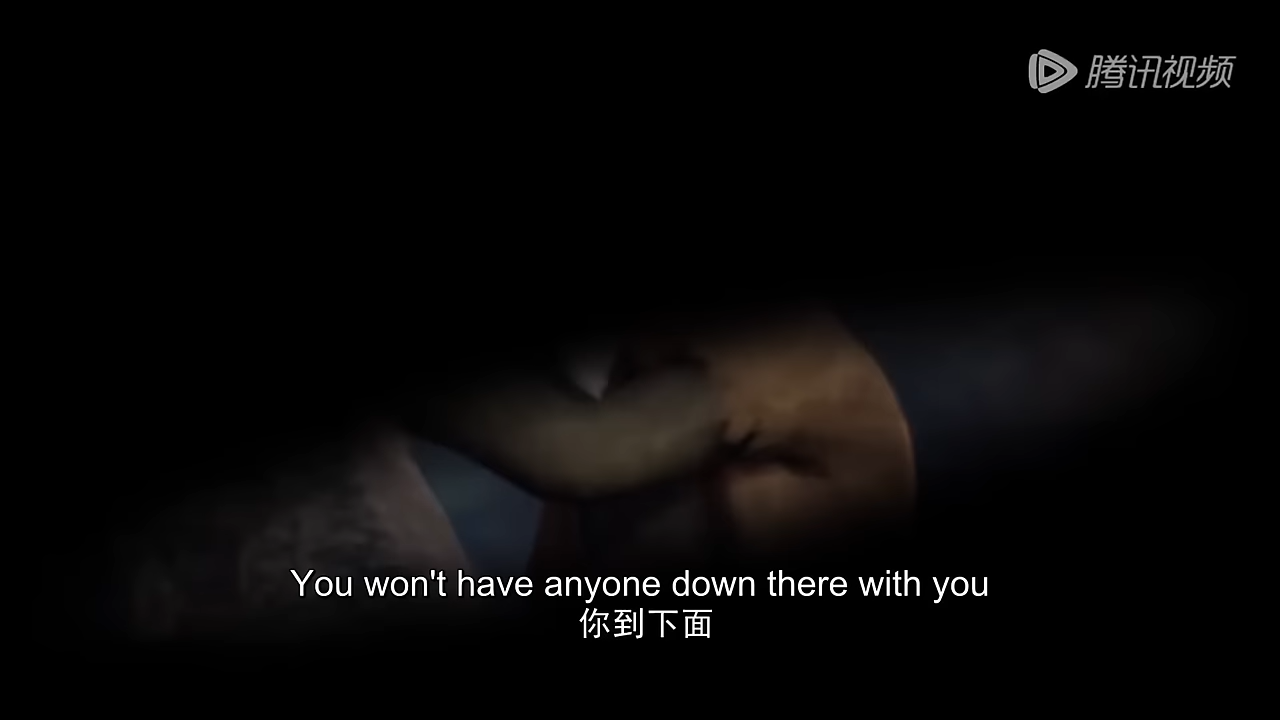 腾讯视频
You won't have anyone down there with you
你到下面